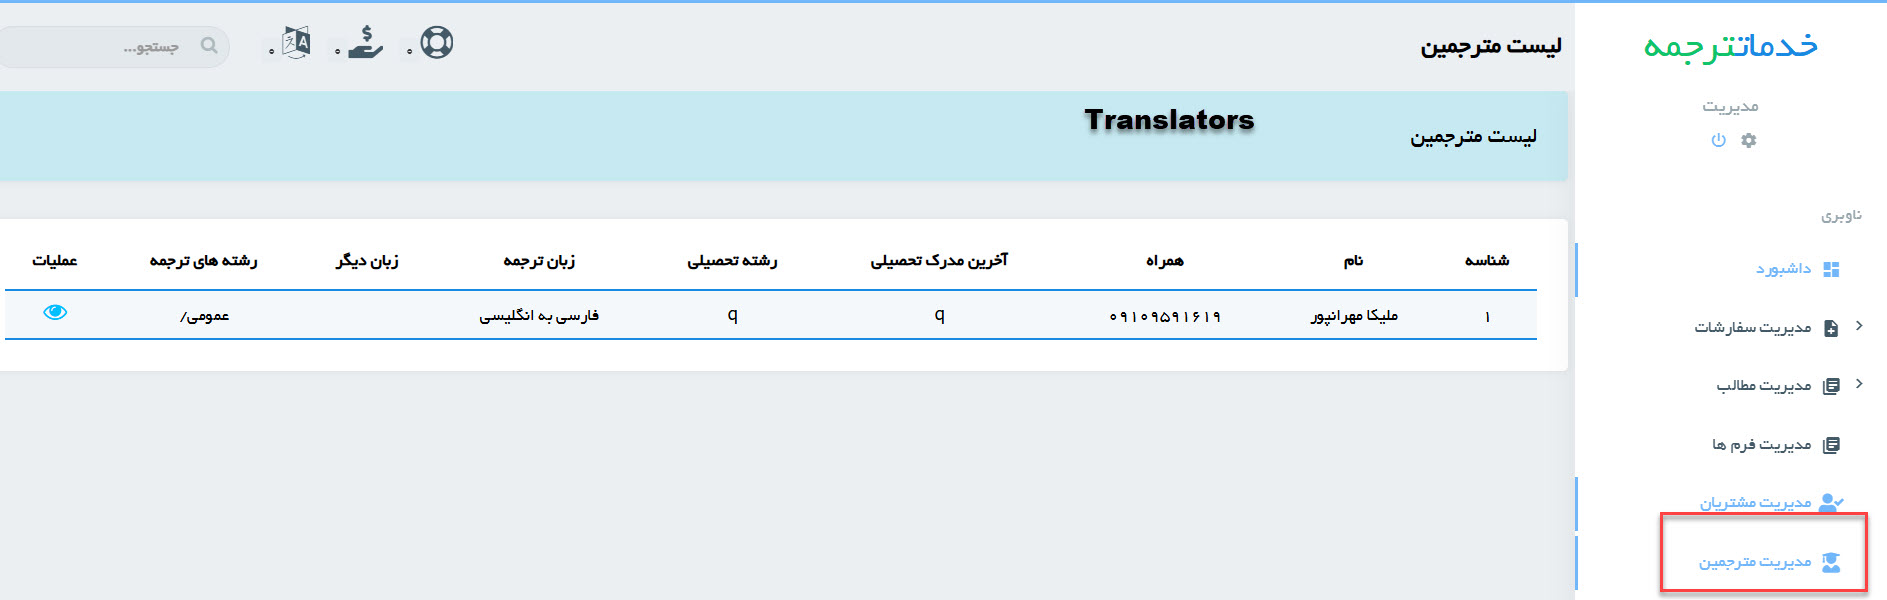 خدماتترجمه
مدیریت
ناوبری
داشبورد
مدیریت سفارشات
مدیریت مطالب
مدیریت فرم ها
مدیریت مشتریان
مدیریت مترجمین
لیست مترجمین
۰ ۰ ۰
جستجو...
لیست مترجمین
Translators
شناسه نام همراه آخرین مدرک تحصیلی رشته تحصیلی زبان ترجمه زبان دیگر رشته های ترجمه عملیات
۱ ملیکا مهرانپور ۰۹۱۰۹۵۹۱۶۱۹ q q فارسی به انگلیسی عمومی/